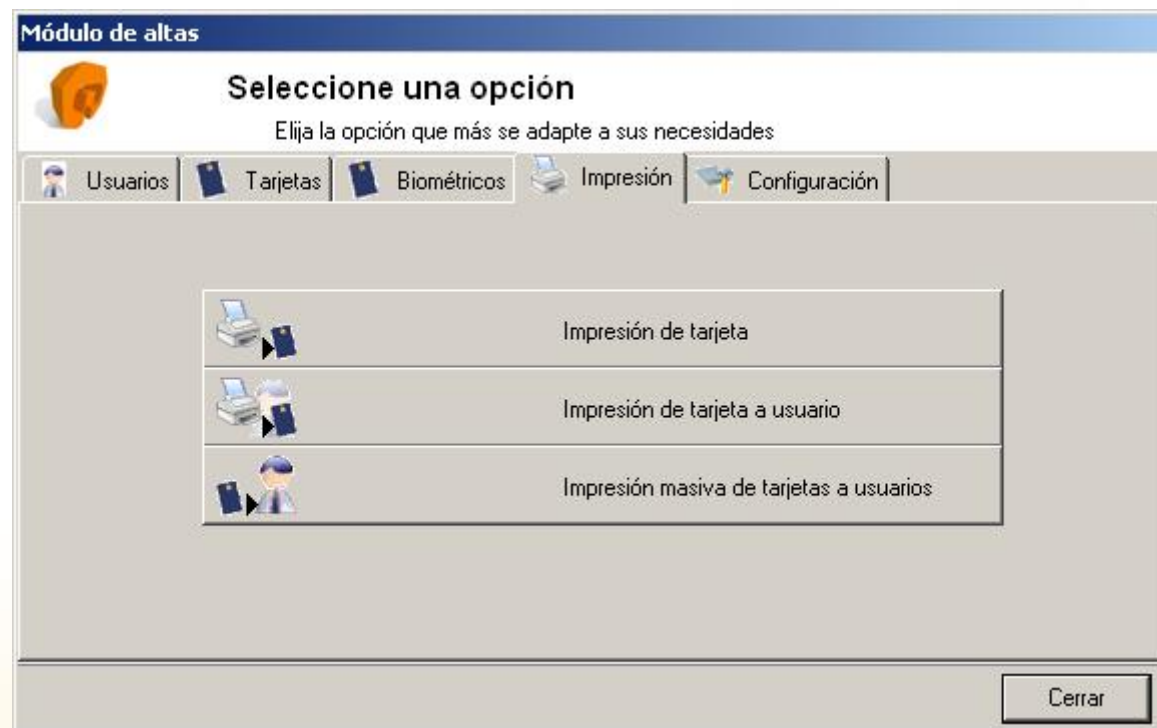 Módulo de altas
Seleccione una opción
Elija la opción que más se adapte a sus necesidades
Usuarios Tarjetas Biométricos Impresión Configuración
Impresión de tarjeta
Impresión de tarjeta a usuario
Impresión masiva de tarjetas a usuarios
Cerrar